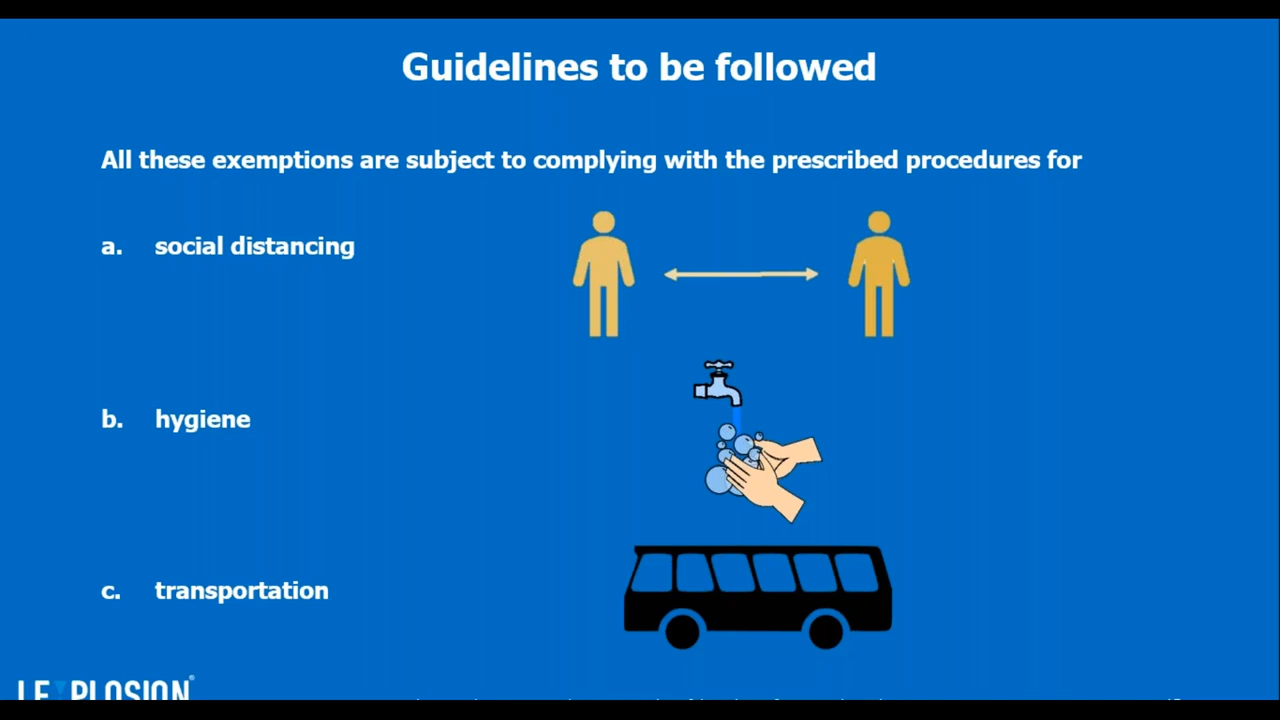 Guidelines to be followed
All these exemptions are subject to complying with the prescribed procedures for
a. social distancing
b. hygiene
c. transportation
LEXPLOSION